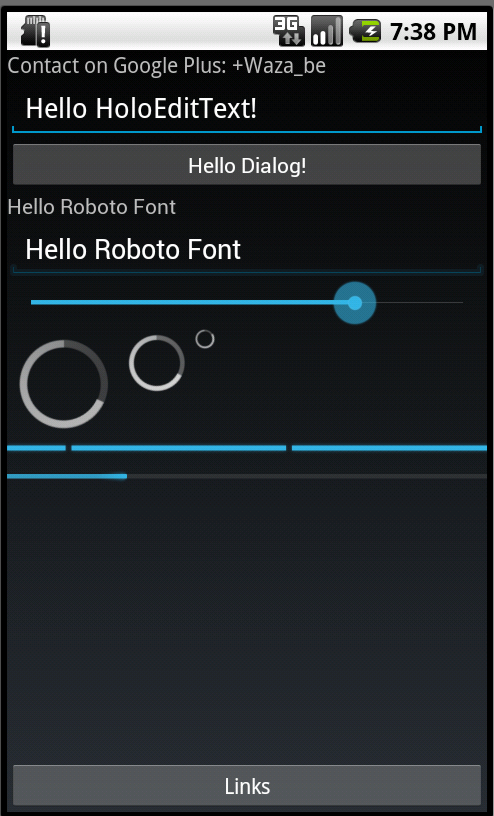 3G 7:38 PM
Contact on Google Plus: +Waza_be
Hello HoloEditText!
Hello Dialog!
Hello Roboto Font
Hello Roboto Font
Links